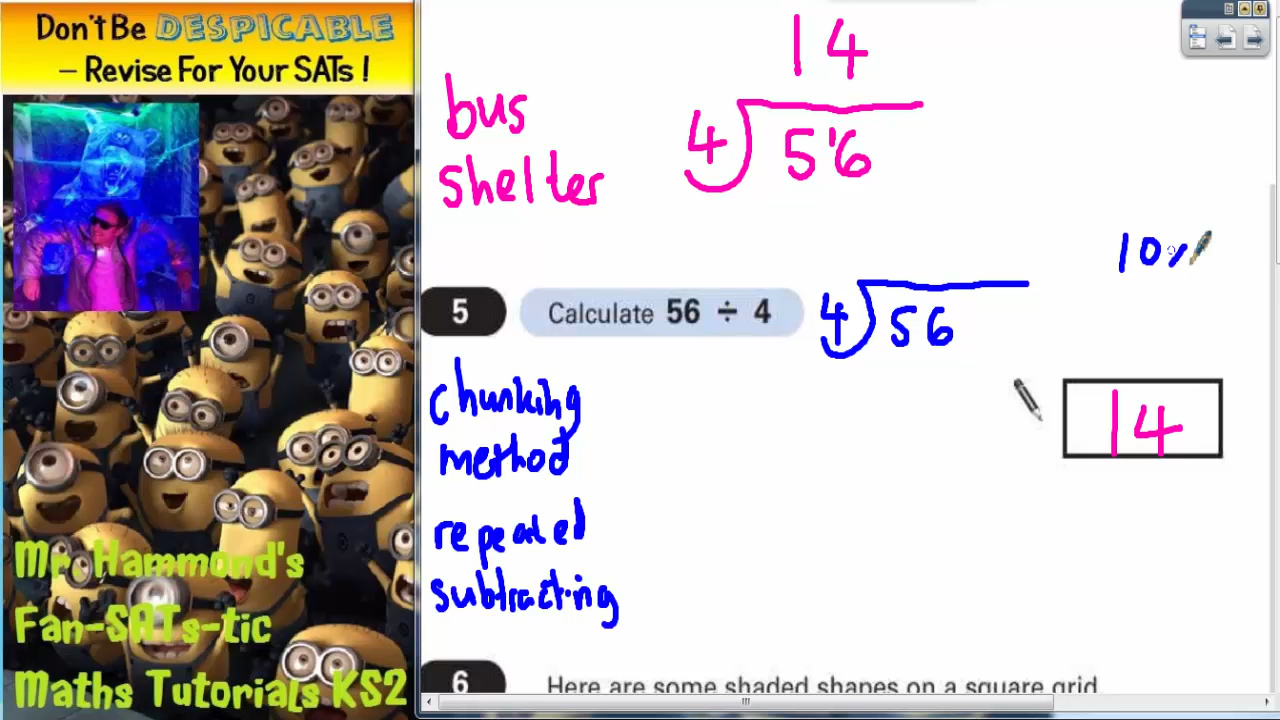 Don't Be DESPICABLE
– Revise For Your SATs !
Mr. Hammond's
Fan-SATs-tic
Maths Tutorials KS2
bus
shelter
14
4 5 16
5
Calculate 56 ÷ 4
4 56
10x
14
chunking
method
repeated
subtracting
6
Here are some shaded shapes on a square grid